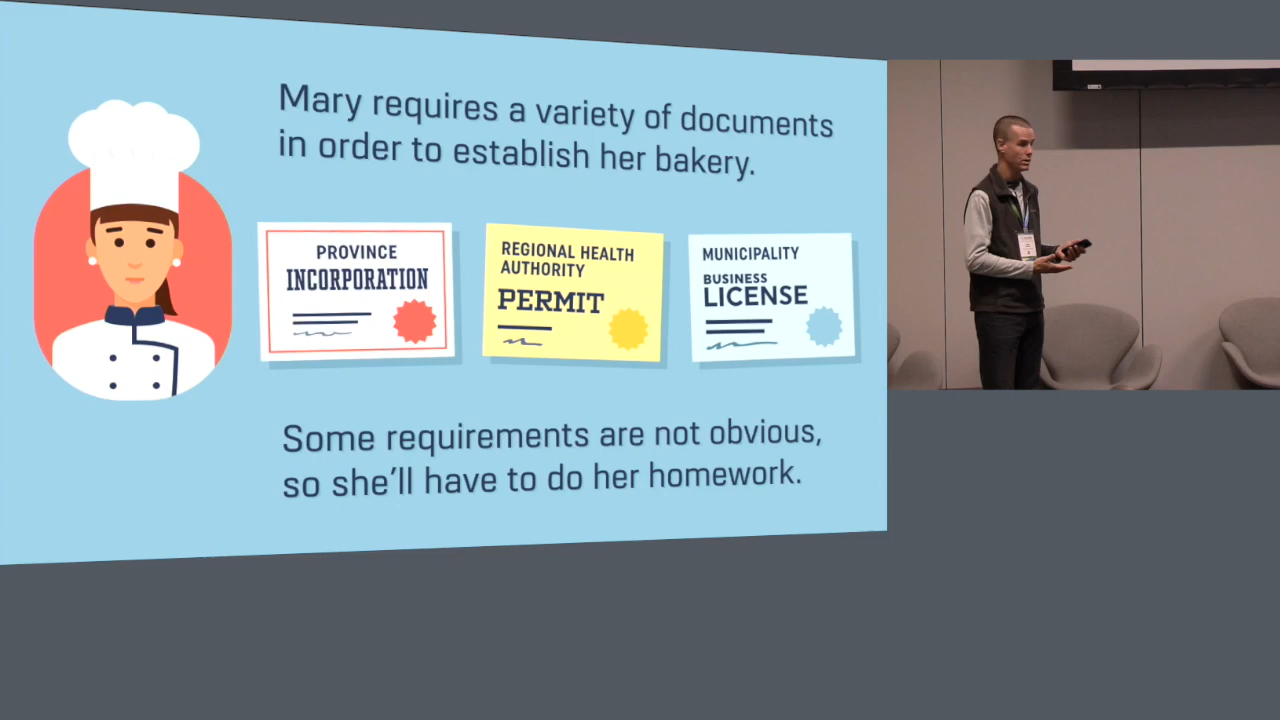 Mary requires a variety of documents
in order to establish her bakery.
PROVINCE
INCORPORATION
REGIONAL HEALTH
AUTHORITY
PERMIT
MUNICIPALITY
BUSINESS
LICENSE
Some requirements are not obvious,
so she’ll have to do her homework.